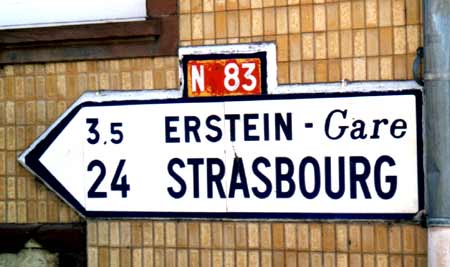 N 83
3,5 ERSTEIN - Gare
24 STRASBOURG